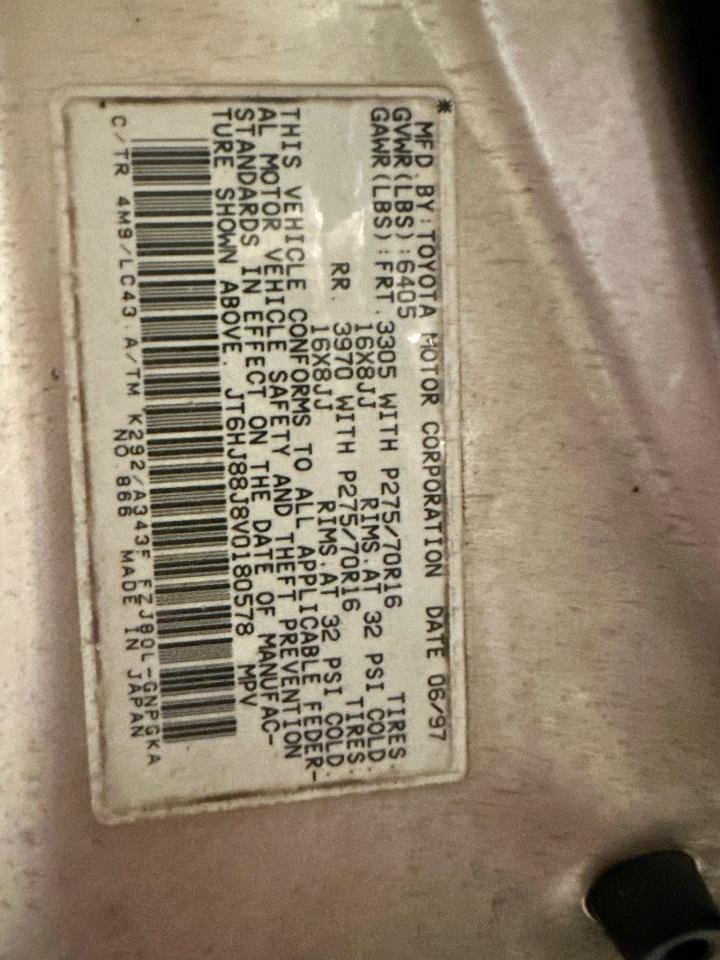 *
MFD.BY:TOYOTA MOTOR CORPORATION DATE 06/97
GVWR(LBS):6405
GAWR(LBS):FRT. 3305 WITH P275/70R16 TIRES.
16X8JJ RIMS.AT 32 PSI COLD.
RR. 3970 WITH P275/70R16 TIRES.
16X8JJ RIMS.AT 32 PSI COLD.
THIS VEHICLE CONFORMS TO ALL APPLICABLE FEDER-
AL MOTOR VEHICLE SAFETY AND THEFT PREVENTION
STANDARDS IN EFFECT ON THE DATE OF MANUFAC-
TURE SHOWN ABOVE. JT6HJ88J8V0180578 MPV
C/TR 4M9/LC43 A/TM K292/A343F FZJ80L-GNPGKA
NO.866 MADE IN JAPAN